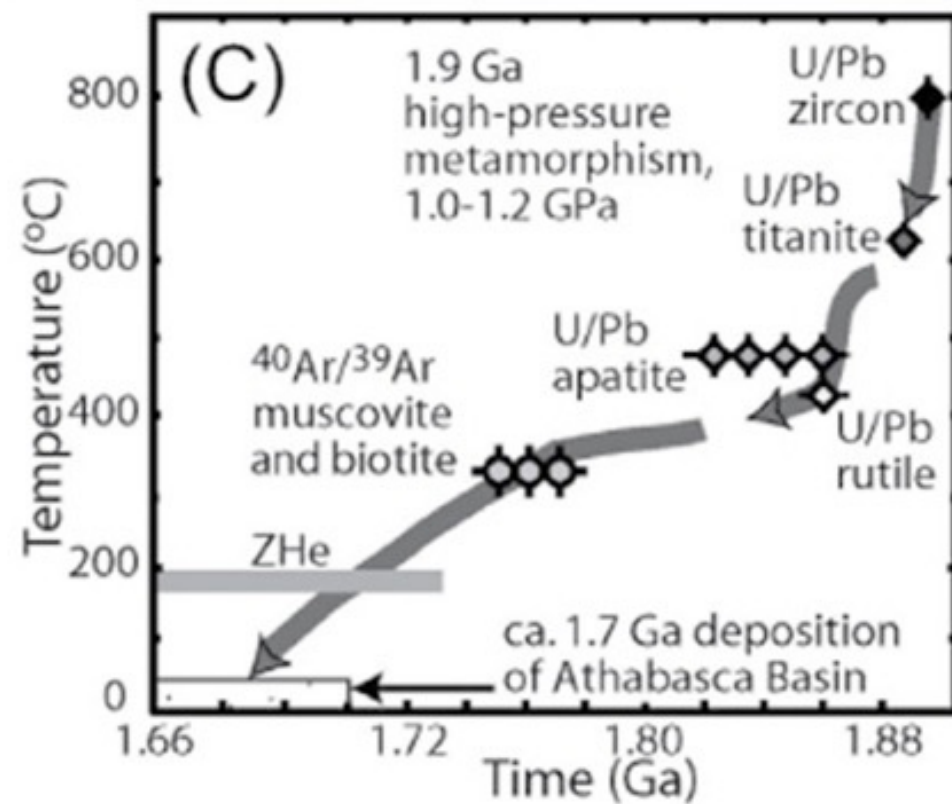 (C)
1.9 Ga
high-pressure
metamorphism,
1.0-1.2 GPa
U/Pb
zircon
U/Pb
titanite
U/Pb
apatite
U/Pb
rutile
⁴⁰Ar/³⁹Ar
muscovite
and biotite
ZHe
ca. 1.7 Ga deposition
of Athabasca Basin
Temperature (ºC)
800
600
400
200
0
1.66 1.72 1.80 1.88
Time (Ga)